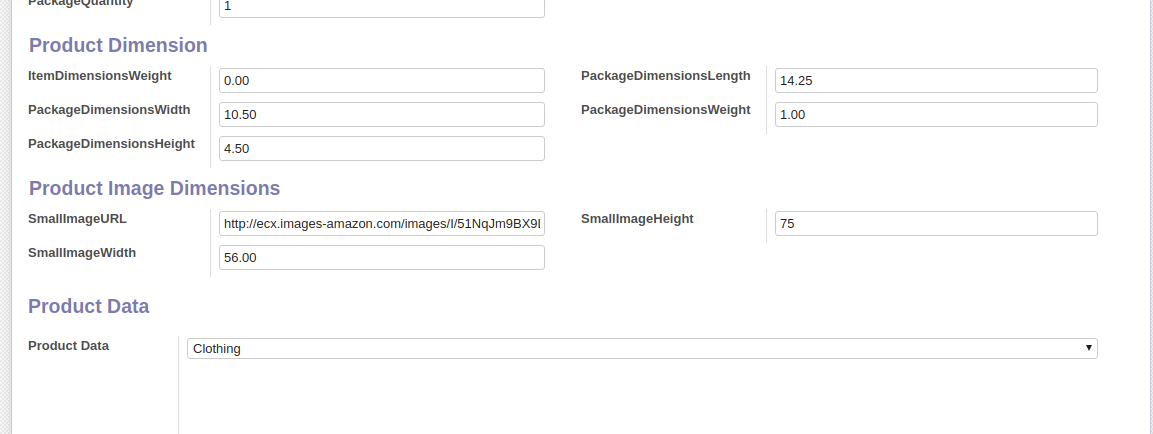 PackageQuantity 1
Product Dimension
ItemDimensionsWeight 0.00 PackageDimensionsLength 14.25
PackageDimensionsWidth 10.50 PackageDimensionsWeight 1.00
PackageDimensionsHeight 4.50
Product Image Dimensions
SmallImageURL http://ecx.images-amazon.com/images/I/51NqJm9BX9 SmallImageHeight 75
SmallImageWidth 56.00
Product Data
Product Data Clothing